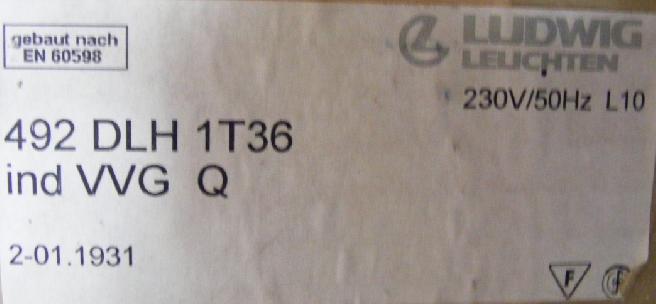 gebaut nach
EN 60598
LUDWIG
LEUCHTEN
230V/50Hz L10
492 DLH 1T36
ind VVG Q
2-01.1931
F
F